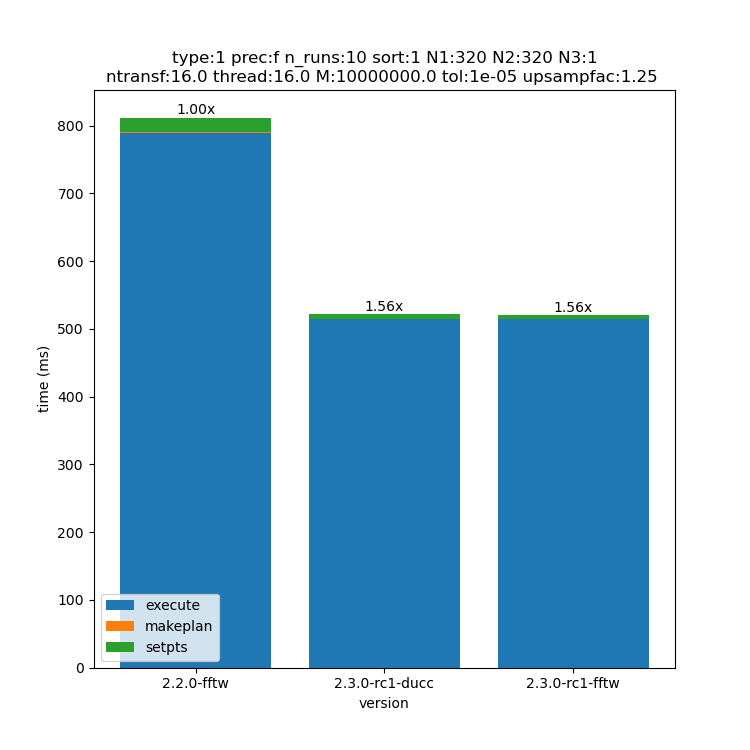 type:1 prec:f n_runs:10 sort:1 N1:320 N2:320 N3:1
ntransf:16.0 thread:16.0 M:10000000.0 tol:1e-05 upsampfac:1.25
1.00x
1.56x
1.56x
800
700
600
500
400
300
200
100
0
time (ms)
execute
makeplan
setpts
2.2.0-fftw
2.3.0-rc1-ducc
2.3.0-rc1-fftw
version